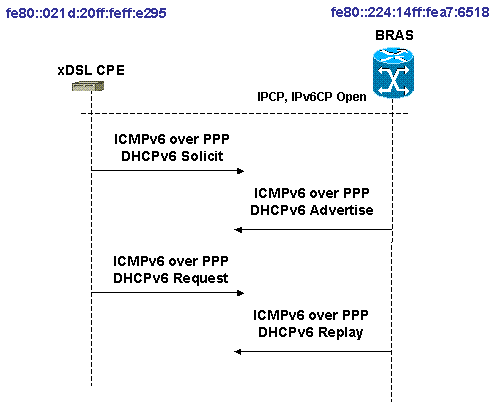 fe80::021d:20ff:feff:e295
fe80::224:14ff:fea7:6518
BRAS
xDSL CPE
IPCP, IPv6CP Open
ICMPv6 over PPP
DHCPv6 Solicit
ICMPv6 over PPP
DHCPv6 Advertise
ICMPv6 over PPP
DHCPv6 Request
ICMPv6 over PPP
DHCPv6 Replay